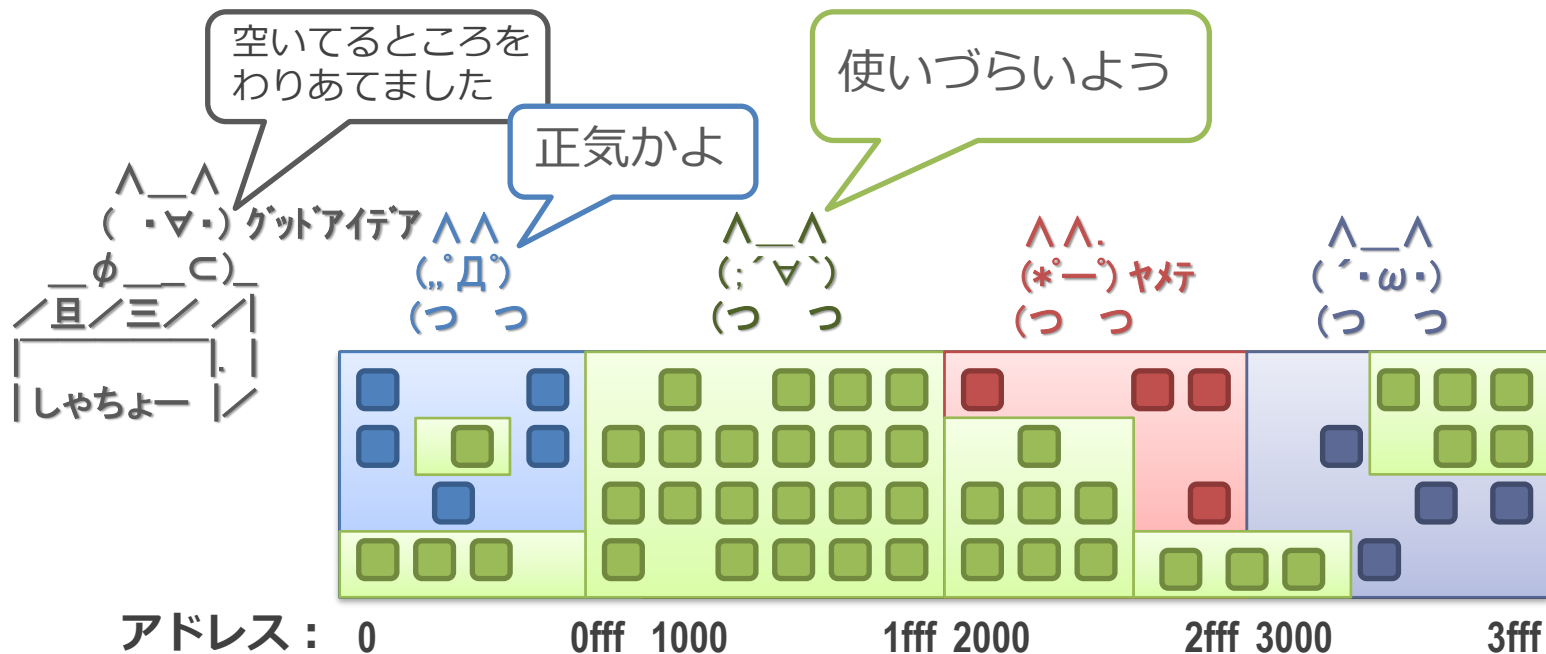 空いてるところを
わりあてました
正気かよ
使いづらいよう
∧＿∧
( ・∀・) ｸﾞｯﾄﾞｱｲﾃﾞｱ
＿φ＿＿⊂)_
／旦／三／ ／|
|￣￣￣￣￣|. |
|しゃちょー |／
∧ ∧
(,,ﾟДﾟ)
(つ つ
∧＿∧
(;´∀｀)
(つ つ
∧ ∧.
(*ﾟーﾟ) ﾔﾒﾃ
(つ つ
∧＿∧
(´・ω・)
(つ つ
アドレス： 0 0fff 1000 1fff 2000 2fff 3000 3fff